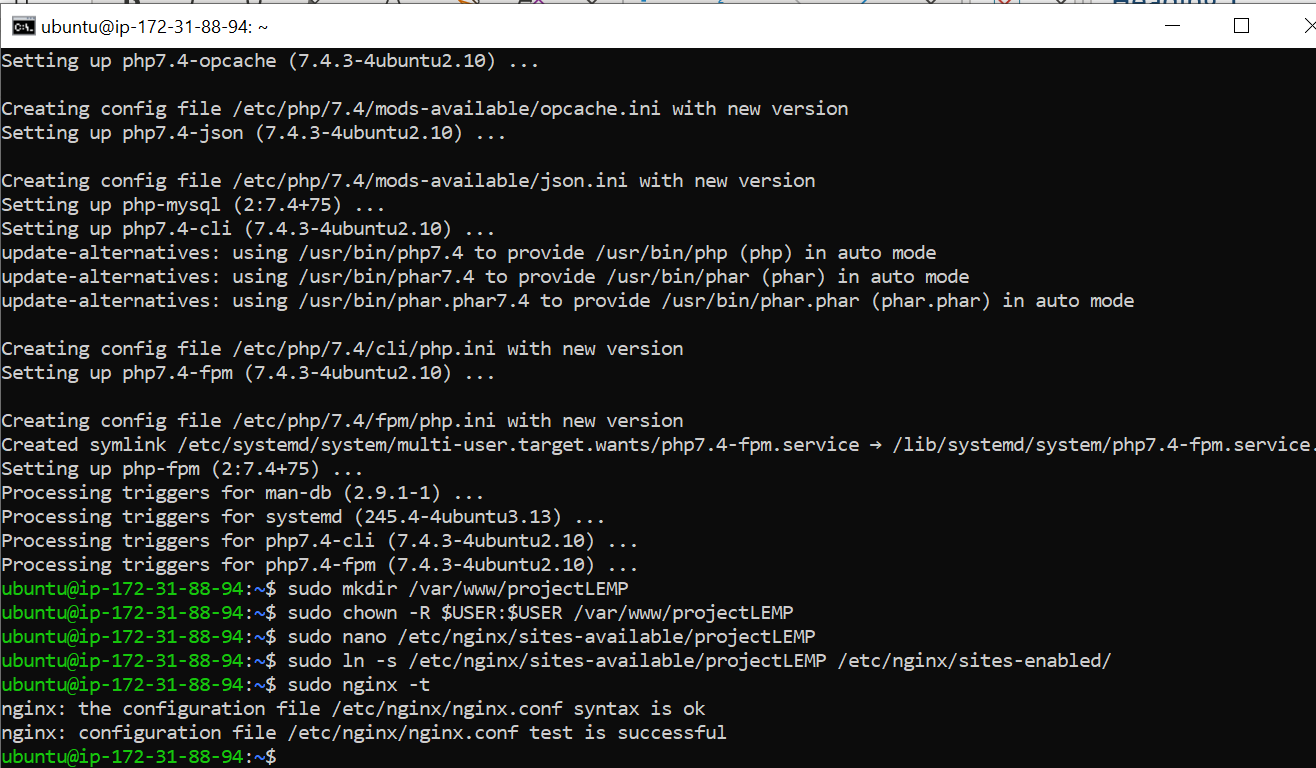 ubuntu@ip-172-31-88-94: ~
Setting up php7.4-opcache (7.4.3-4ubuntu2.10) ...
Creating config file /etc/php/7.4/mods-available/opcache.ini with new version
Setting up php7.4-json (7.4.3-4ubuntu2.10) ...
Creating config file /etc/php/7.4/mods-available/json.ini with new version
Setting up php-mysql (2:7.4+75) ...
Setting up php7.4-cli (7.4.3-4ubuntu2.10) ...
update-alternatives: using /usr/bin/php7.4 to provide /usr/bin/php (php) in auto mode
update-alternatives: using /usr/bin/phar7.4 to provide /usr/bin/phar (phar) in auto mode
update-alternatives: using /usr/bin/phar.phar7.4 to provide /usr/bin/phar.phar (phar.phar) in auto mode
Creating config file /etc/php/7.4/cli/php.ini with new version
Setting up php7.4-fpm (7.4.3-4ubuntu2.10) ...
Creating config file /etc/php/7.4/fpm/php.ini with new version
Created symlink /etc/systemd/system/multi-user.target.wants/php7.4-fpm.service → /lib/systemd/system/php7.4-fpm.service.
Setting up php-fpm (2:7.4+75) ...
Processing triggers for man-db (2.9.1-1) ...
Processing triggers for systemd (245.4-4ubuntu3.13) ...
Processing triggers for php7.4-cli (7.4.3-4ubuntu2.10) ...
Processing triggers for php7.4-fpm (7.4.3-4ubuntu2.10) ...
ubuntu@ip-172-31-88-94:~$ sudo mkdir /var/www/projectLEMP
ubuntu@ip-172-31-88-94:~$ sudo chown -R $USER:$USER /var/www/projectLEMP
ubuntu@ip-172-31-88-94:~$ sudo nano /etc/nginx/sites-available/projectLEMP
ubuntu@ip-172-31-88-94:~$ sudo ln -s /etc/nginx/sites-available/projectLEMP /etc/nginx/sites-enabled/
ubuntu@ip-172-31-88-94:~$ sudo nginx -t
nginx: the configuration file /etc/nginx/nginx.conf syntax is ok
nginx: configuration file /etc/nginx/nginx.conf test is successful
ubuntu@ip-172-31-88-94:~$